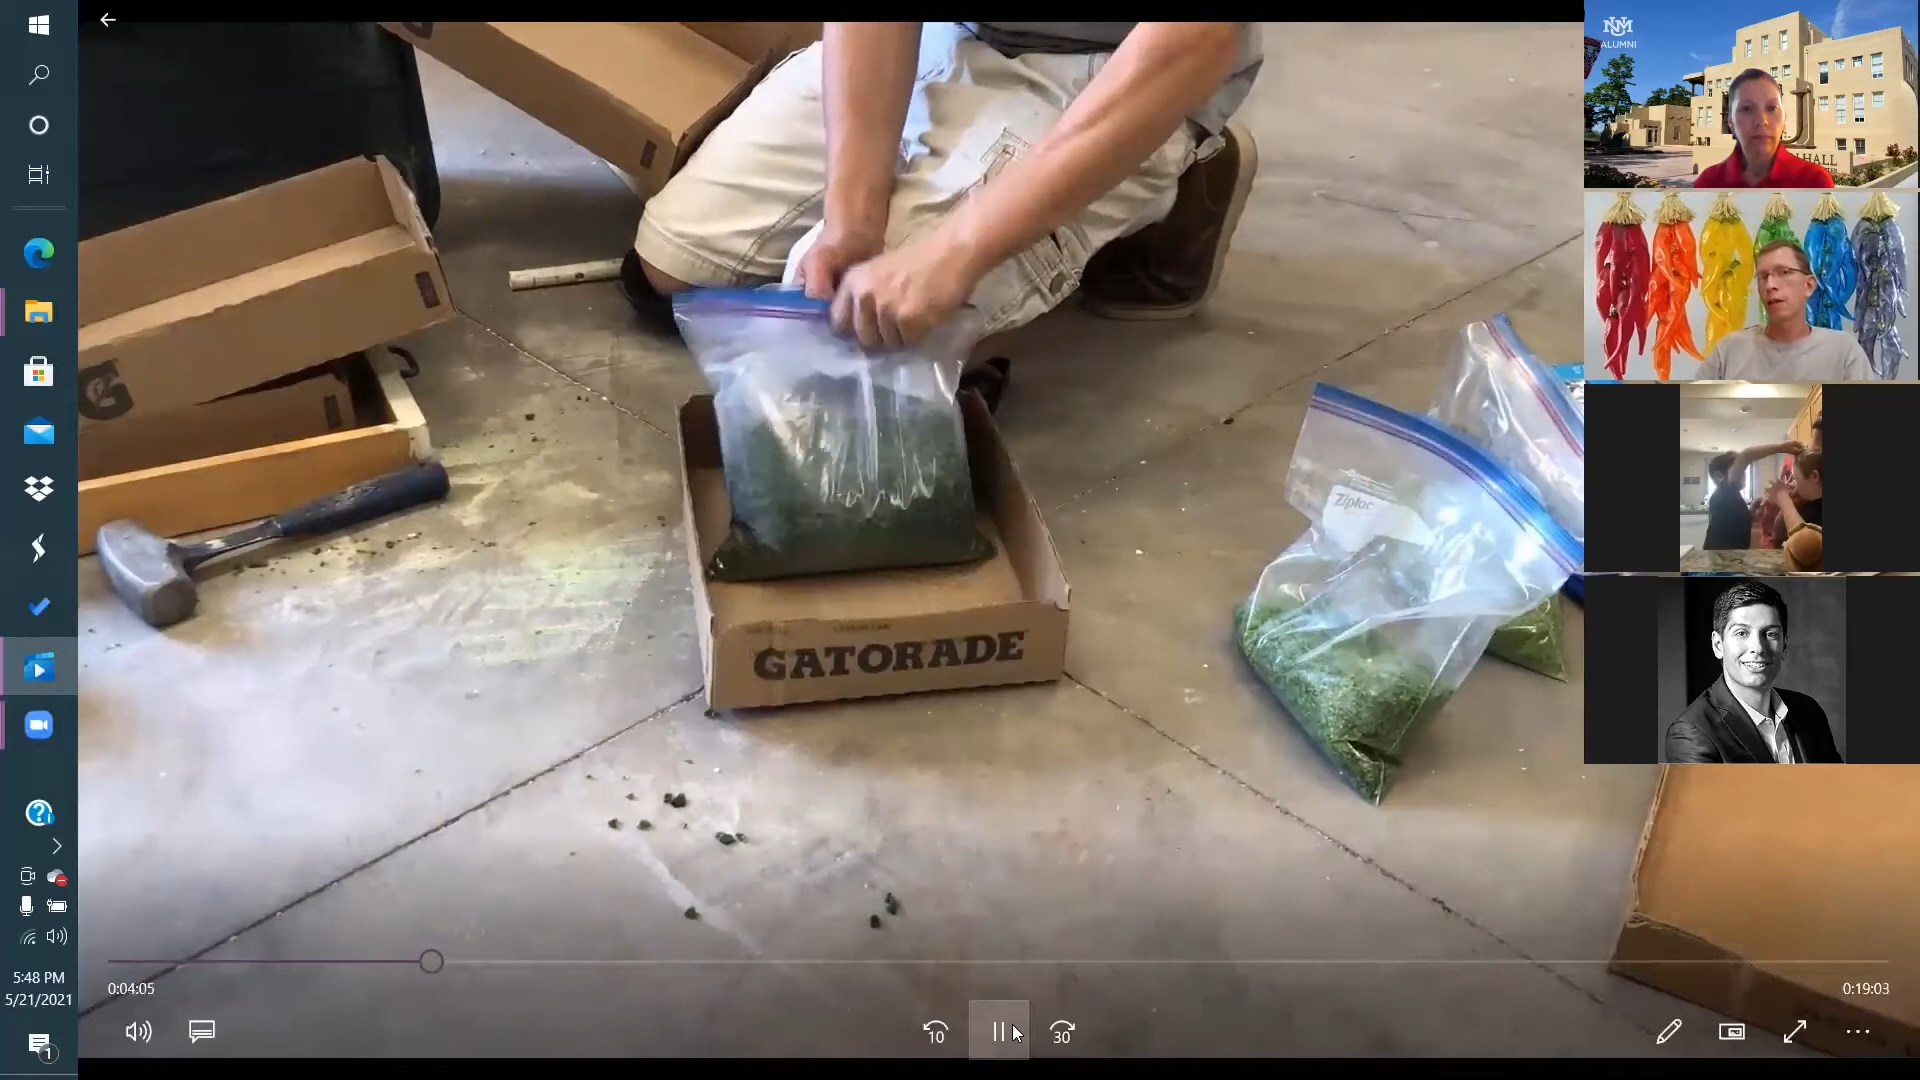 UNM
ALUMNI
HALL
Ziploc
G
GATORADE
0:04:05
0:19:03
10
30
5:48 PM
5/21/2021
1